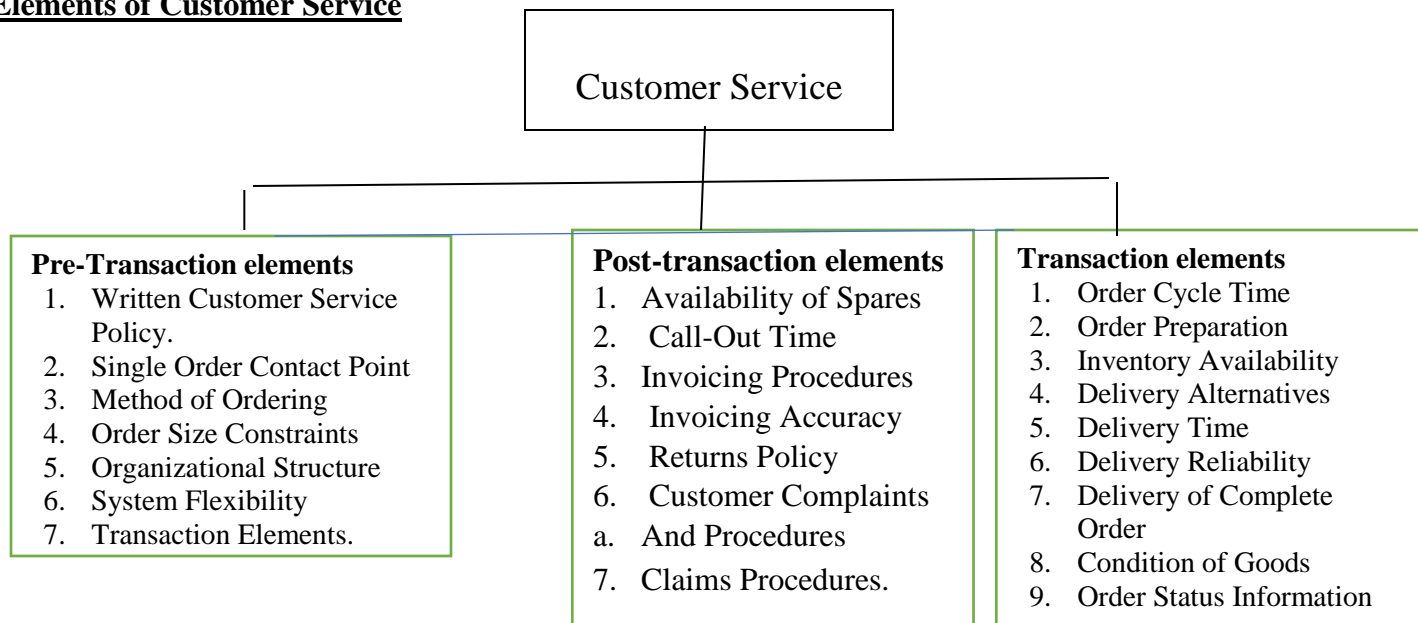 Elements of Customer Service
Customer Service
Pre-Transaction elements
1. Written Customer Service
Policy.
2. Single Order Contact Point
3. Method of Ordering
4. Order Size Constraints
5. Organizational Structure
6. System Flexibility
7. Transaction Elements.
Post-transaction elements
1. Availability of Spares
2. Call-Out Time
3. Invoicing Procedures
4. Invoicing Accuracy
5. Returns Policy
6. Customer Complaints
a. And Procedures
7. Claims Procedures.
Transaction elements
1. Order Cycle Time
2. Order Preparation
3. Inventory Availability
4. Delivery Alternatives
5. Delivery Time
6. Delivery Reliability
7. Delivery of Complete
Order
8. Condition of Goods
9. Order Status Information